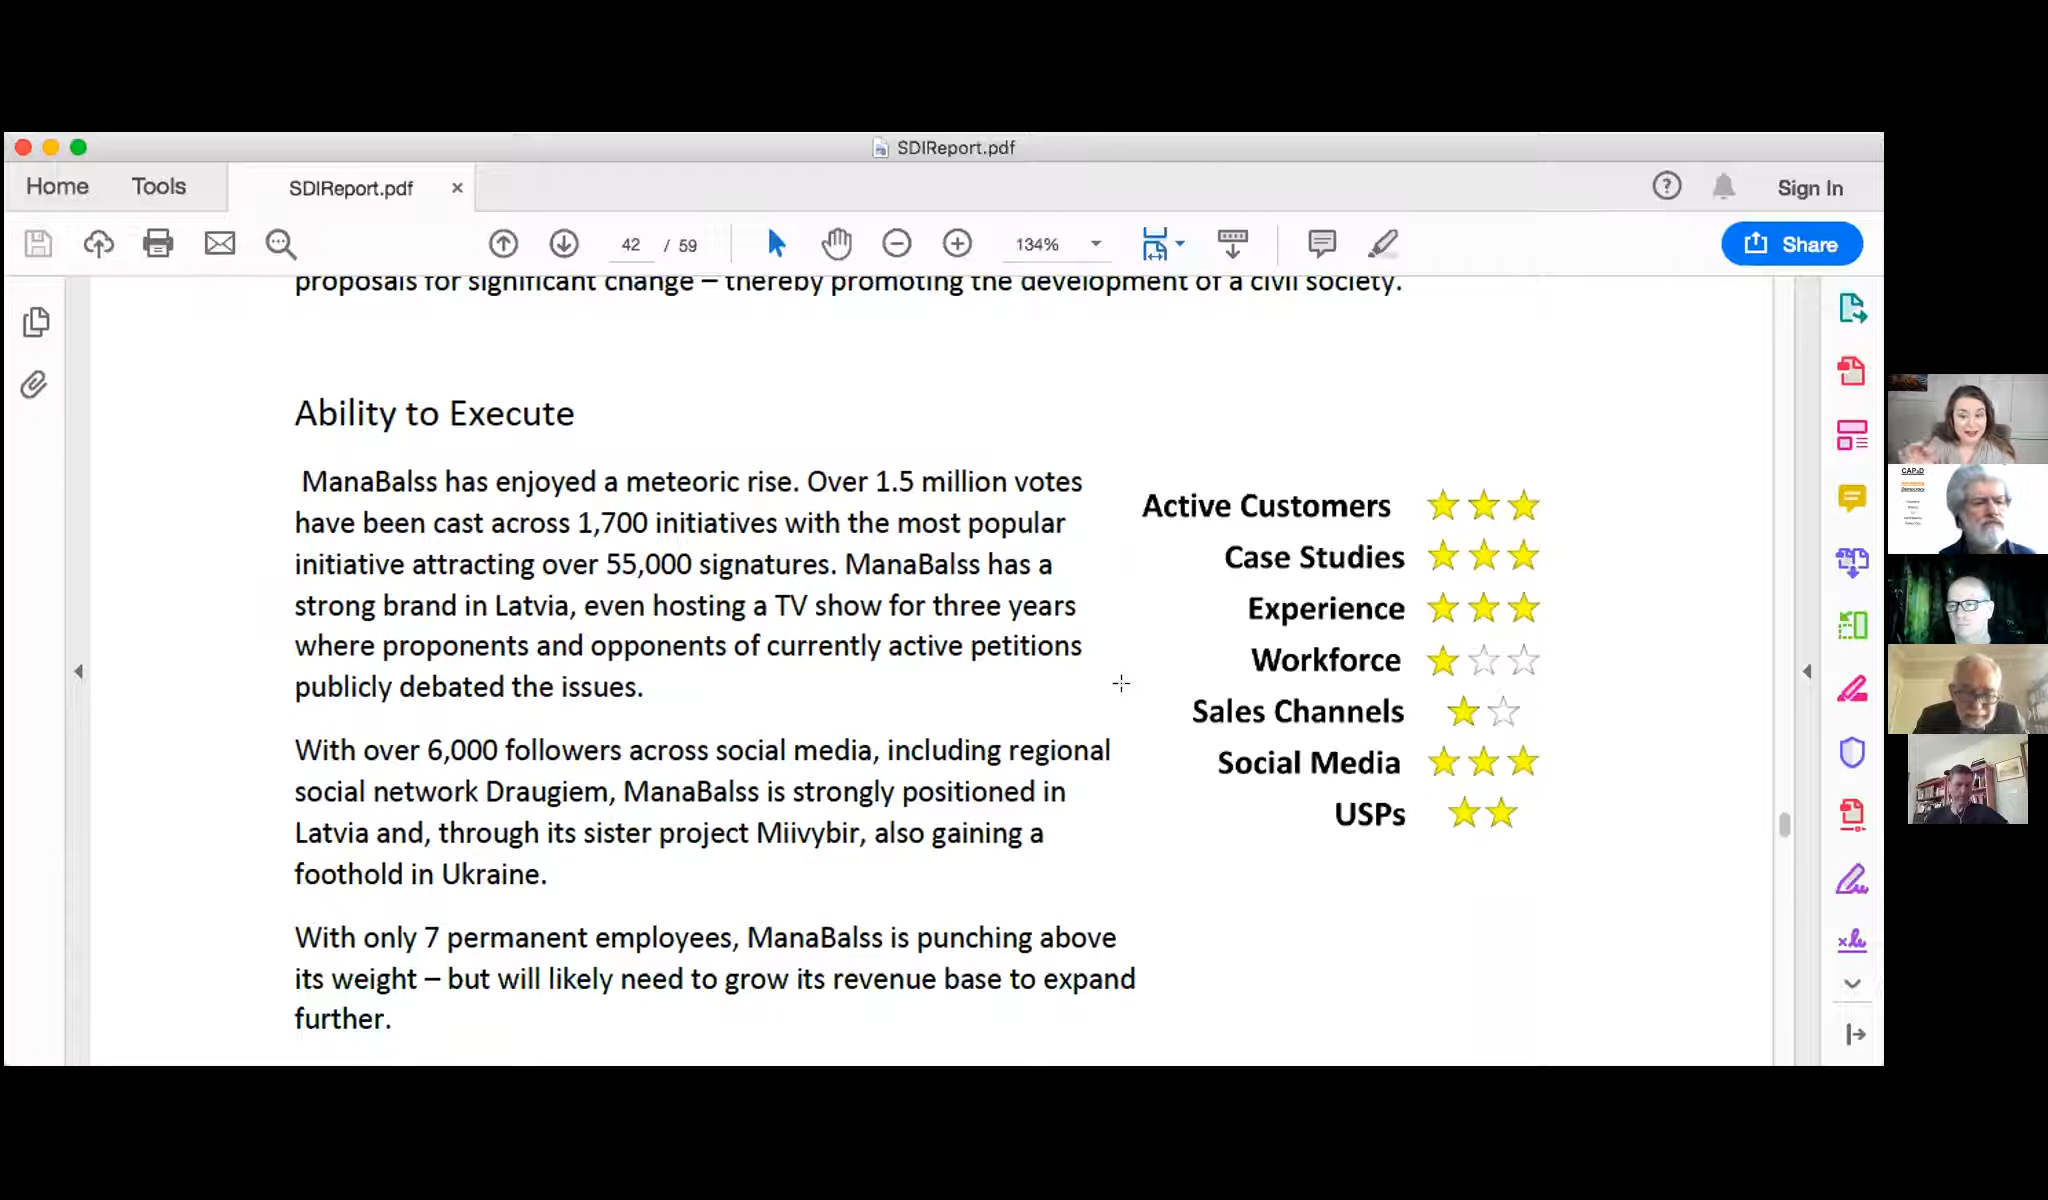 SDIReport.pdf
Home
Tools
SDIReport.pdf
Sign In
42 / 59
134%
Share
proposals for significant change – thereby promoting the development of a civil society.
Ability to Execute
ManaBalss has enjoyed a meteoric rise. Over 1.5 million votes
have been cast across 1,700 initiatives with the most popular
initiative attracting over 55,000 signatures. ManaBalss has a
strong brand in Latvia, even hosting a TV show for three years
where proponents and opponents of currently active petitions
publicly debated the issues.
With over 6,000 followers across social media, including regional
social network Draugiem, ManaBalss is strongly positioned in
Latvia and, through its sister project Miivybir, also gaining a
foothold in Ukraine.
With only 7 permanent employees, ManaBalss is punching above
its weight – but will likely need to grow its revenue base to expand
further.
Active Customers
Case Studies
Experience
Workforce
Sales Channels
Social Media
USPs